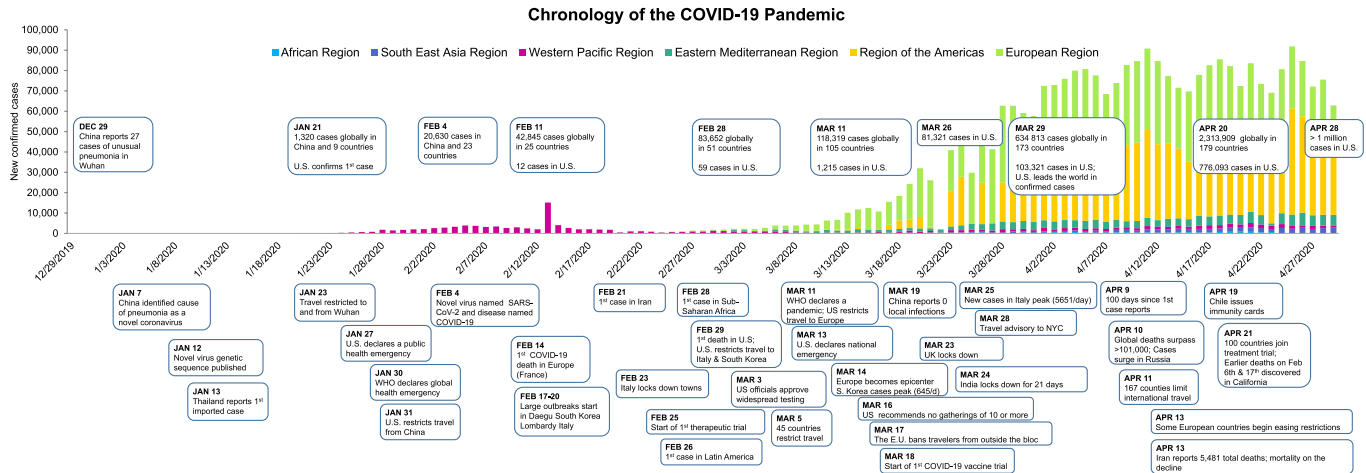 Chronology of the COVID-19 Pandemic
African Region
South East Asia Region
Western Pacific Region
Eastern Mediterranean Region
Region of the Americas
European Region
New confirmed cases
100,000
90,000
80,000
70,000
60,000
50,000
40,000
30,000
20,000
10,000
0
DEC 29
China reports 27
cases of unusual
pneumonia in
Wuhan
JAN 21
1,320 cases globally in
China and 9 countries
U.S. confirms 1st case
FEB 4
20,630 cases in
China and 23
countries
FEB 11
42,845 cases globally
in 25 countries
12 cases in U.S.
FEB 28
83,652 globally
in 51 countries
59 cases in U.S.
MAR 11
118,319 cases globally
in 105 countries
1,215 cases in U.S.
MAR 26
81,321 cases in U.S.
MAR 29
634 813 cases globally in
173 countries
103,321 cases in U.S;
U.S. leads the world in
confirmed cases
APR 20
2,313,909 globally in
179 countries
776,093 cases in U.S.
APR 28
> 1 million
cases in U.S.
12/29/2019
1/3/2020
1/8/2020
1/13/2020
1/18/2020
1/23/2020
1/28/2020
2/2/2020
2/7/2020
2/12/2020
2/17/2020
2/22/2020
2/27/2020
3/3/2020
3/8/2020
3/13/2020
3/18/2020
3/23/2020
3/28/2020
4/2/2020
4/7/2020
4/12/2020
4/17/2020
4/22/2020
4/27/2020
JAN 7
China identified cause
of pneumonia as a
novel coronavirus
JAN 12
Novel virus genetic
sequence published
JAN 13
Thailand reports 1st
imported case
JAN 23
Travel restricted to
and from Wuhan
JAN 27
U.S. declares a public
health emergency
JAN 30
WHO declares global
health emergency
JAN 31
U.S. restricts travel
from China
FEB 4
Novel virus named SARS-
CoV-2 and disease named
COVID-19
FEB 14
1st COVID-19
death in Europe
(France)
FEB 17-20
Large outbreaks start
in Daegu South Korea
Lombardy Italy
FEB 21
1st case in Iran
FEB 23
Italy locks down towns
FEB 25
Start of 1st therapeutic trial
FEB 26
1st case in Latin America
FEB 28
1st case in Sub-
Saharan Africa
FEB 29
1st death in U.S;
U.S. restricts travel to
Italy & South Korea
MAR 3
US officials approve
widespread testing
MAR 5
45 countries
restrict travel
MAR 11
WHO declares a
pandemic; US restricts
travel to Europe
MAR 13
U.S. declares national
emergency
MAR 14
Europe becomes epicenter
S. Korea cases peak (645/d)
MAR 16
US recommends no gatherings of 10 or more
MAR 17
The E.U. bans travelers from outside the bloc
MAR 18
Start of 1st COVID-19 vaccine trial
MAR 19
China reports 0
local infections
MAR 23
UK locks down
MAR 24
India locks down for 21 days
MAR 25
New cases in Italy peak (5651/day)
MAR 28
Travel advisory to NYC
APR 9
100 days since 1st
case reports
APR 10
Global deaths surpass
>101,000; Cases
surge in Russia
APR 11
167 counties limit
international travel
APR 13
Some European countries begin easing restrictions
APR 13
Iran reports 5,481 total deaths; mortality on the
decline
APR 19
Chile issues
immunity cards
APR 21
100 countries join
treatment trial;
Earlier deaths on Feb
6th & 17th discovered
in California